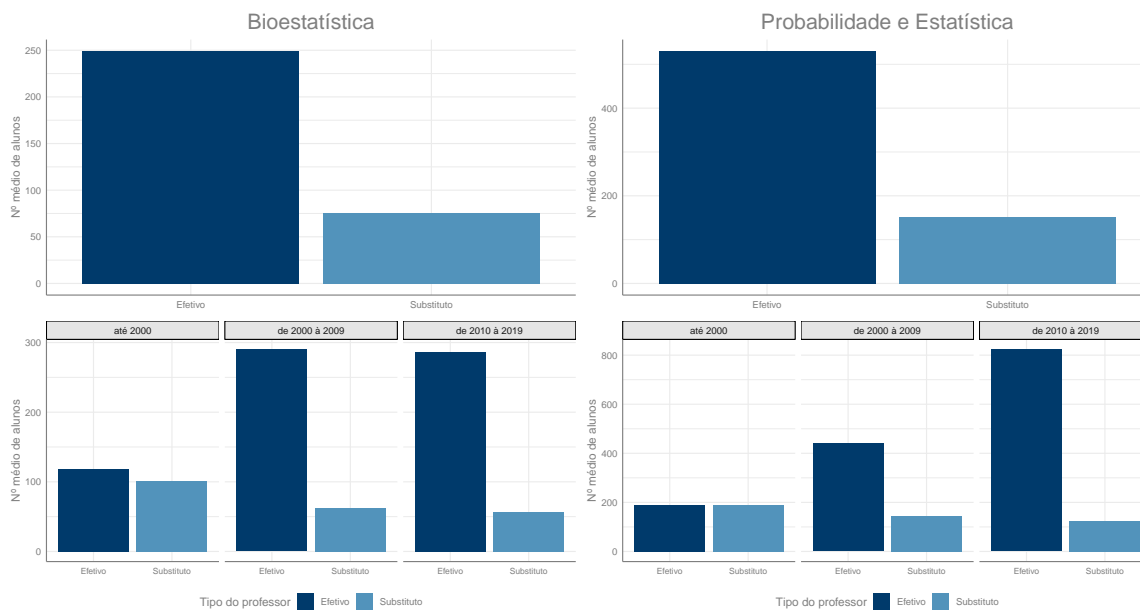 Bioestatística
Nº médio de alunos
250
200
150
100
50
0
Efetivo Substituto
até 2000 de 2000 à 2009 de 2010 à 2019
Nº médio de alunos
300
200
100
0
Efetivo Substituto Efetivo Substituto Efetivo Substituto
Tipo do professor Efetivo Substituto
Probabilidade e Estatística
Nº médio de alunos
400
200
0
Efetivo Substituto
até 2000 de 2000 à 2009 de 2010 à 2019
Nº médio de alunos
800
600
400
200
0
Efetivo Substituto Efetivo Substituto Efetivo Substituto
Tipo do professor Efetivo Substituto